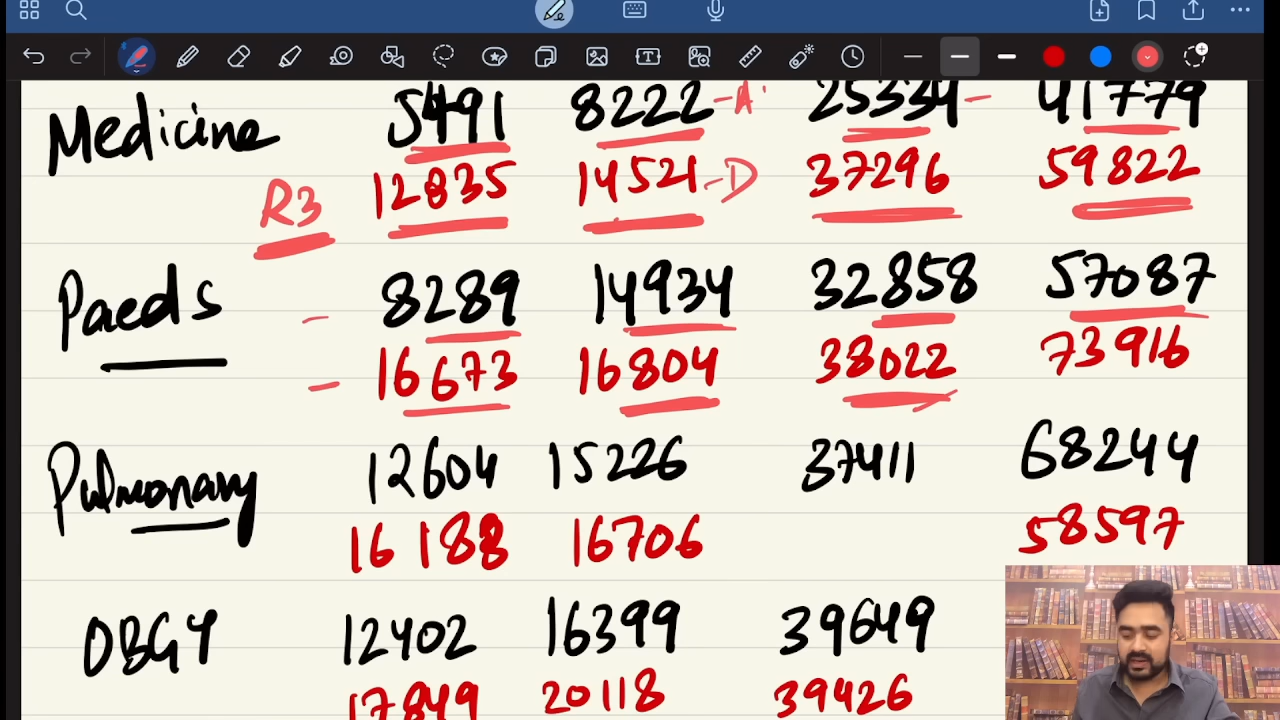 Medicine 5491 8222 - A 25334 - 41779
R3 12835 14521 - D 37296 59822
Paeds - 8289 14934 32858 57087
- 16673 16804 38022 73916
Pulmonary 12604 15226 37411 68244
16188 16706 58597
OBGY 12402 16399 39649
17849 20118 39426